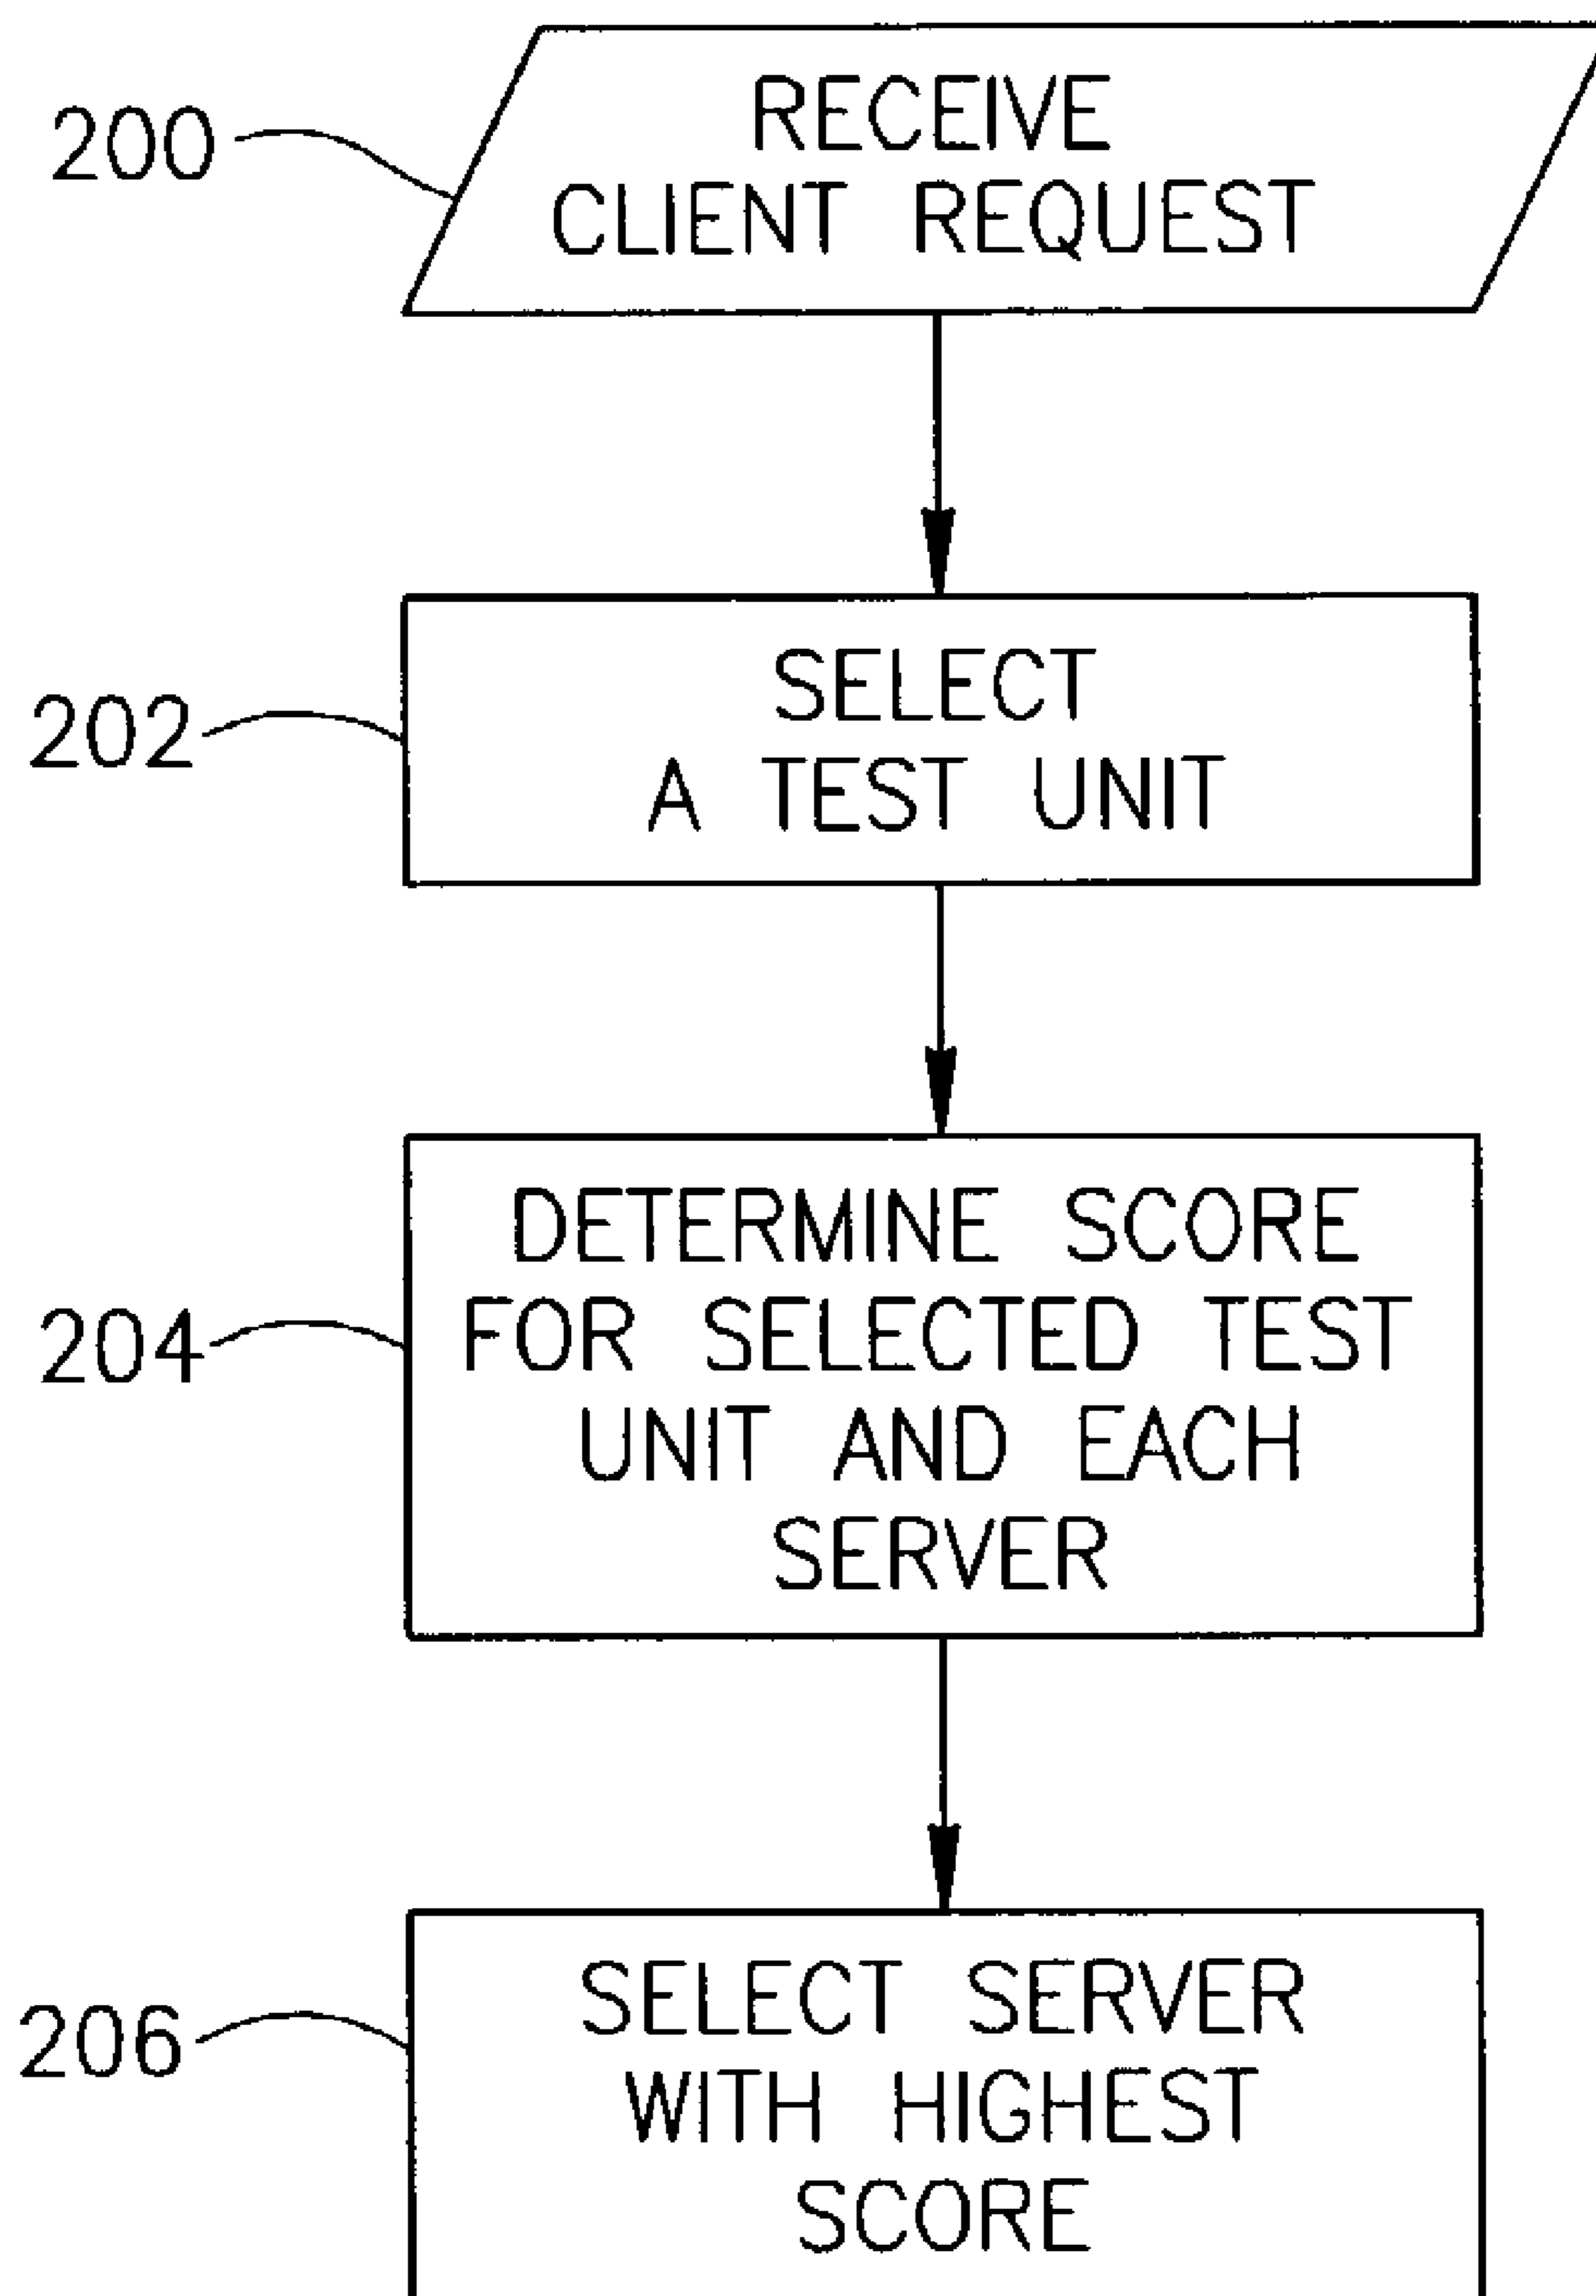 200
RECEIVE
CLIENT REQUEST
202
SELECT
A TEST UNIT
204
DETERMINE SCORE
FOR SELECTED TEST
UNIT AND EACH
SERVER
206
SELECT SERVER
WITH HIGHEST
SCORE